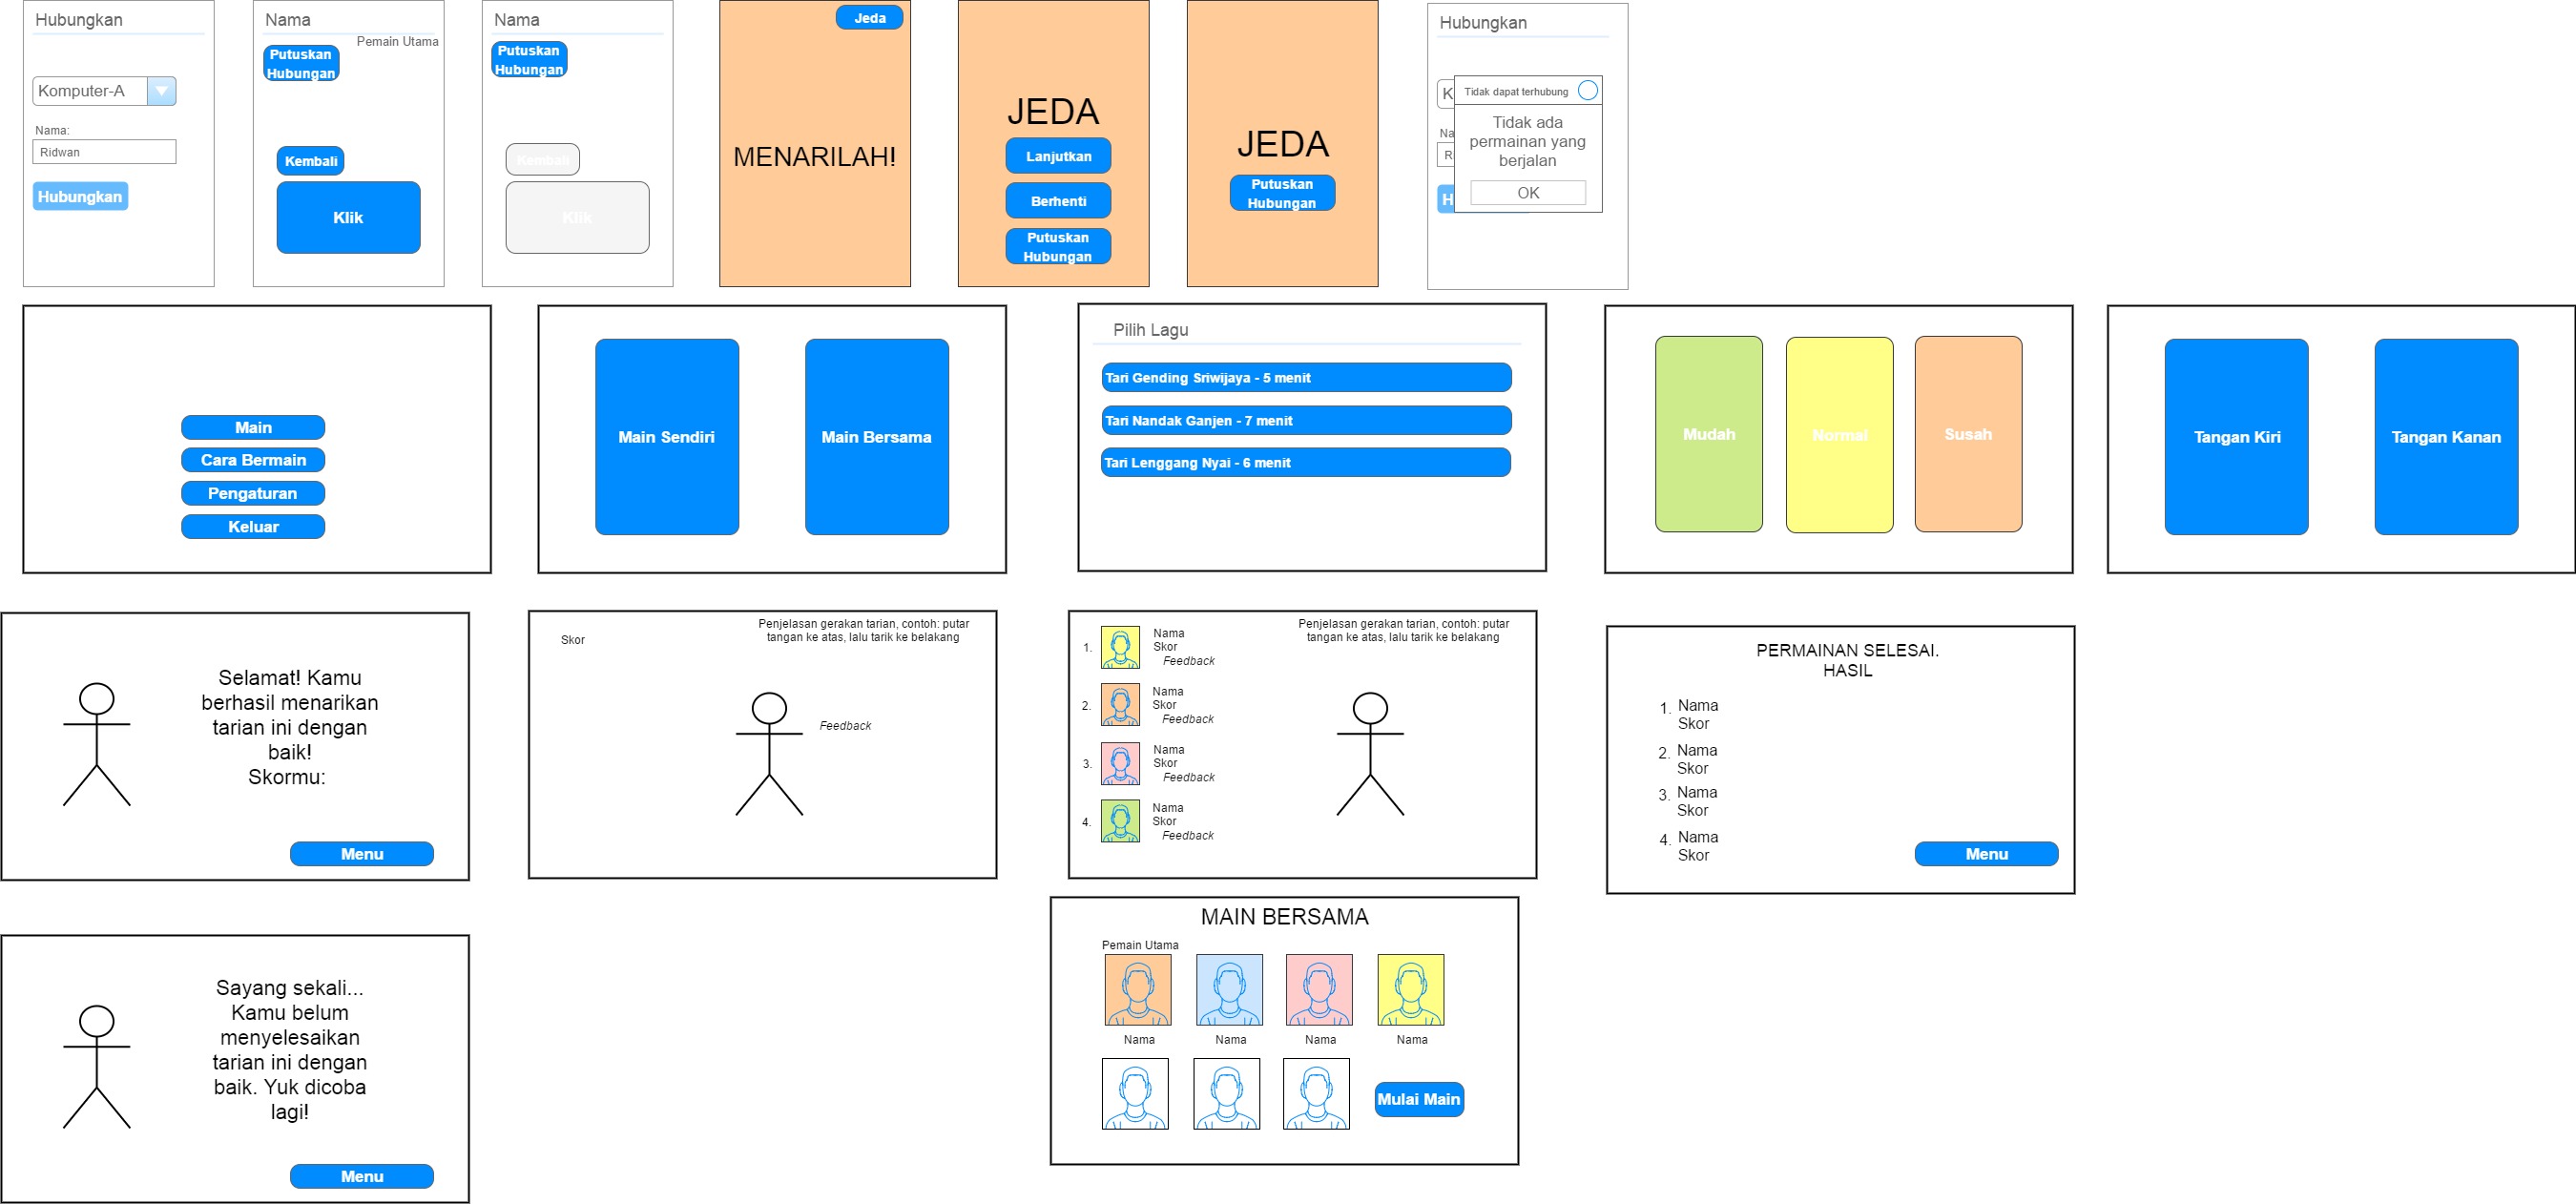 Hubungkan
Komputer-A
Nama:
Ridwan
Hubungkan
Nama
Pemain Utama
Putuskan
Hubungan
Kembali
Klik
Nama
Putuskan
Hubungan
Kembali
Klik
Jeda
MENARILAH!
JEDA
Lanjutkan
Berhenti
Putuskan
Hubungan
JEDA
Putuskan
Hubungan
Hubungkan
K
Na
Ri
H
Tidak dapat terhubung
Tidak ada
permainan yang
berjalan
OK
Main
Cara Bermain
Pengaturan
Keluar
Main Sendiri
Main Bersama
Pilih Lagu
Tari Gending Sriwijaya - 5 menit
Tari Nandak Ganjen - 7 menit
Tari Lenggang Nyai - 6 menit
Mudah
Normal
Susah
Tangan Kiri
Tangan Kanan
Selamat! Kamu
berhasil menarikan
tarian ini dengan
baik!
Skormu:
Menu
Skor
Penjelasan gerakan tarian, contoh: putar
tangan ke atas, lalu tarik ke belakang
Feedback
Penjelasan gerakan tarian, contoh: putar
tangan ke atas, lalu tarik ke belakang
1.
Nama
Skor
Feedback
2.
Nama
Skor
Feedback
3.
Nama
Skor
Feedback
4.
Nama
Skor
Feedback
PERMAINAN SELESAI.
HASIL
1. Nama
Skor
2. Nama
Skor
3. Nama
Skor
4. Nama
Skor
Menu
Sayang sekali...
Kamu belum
menyelesaikan
tarian ini dengan
baik. Yuk dicoba
lagi!
Menu
MAIN BERSAMA
Pemain Utama
Nama
Nama
Nama
Nama
Mulai Main